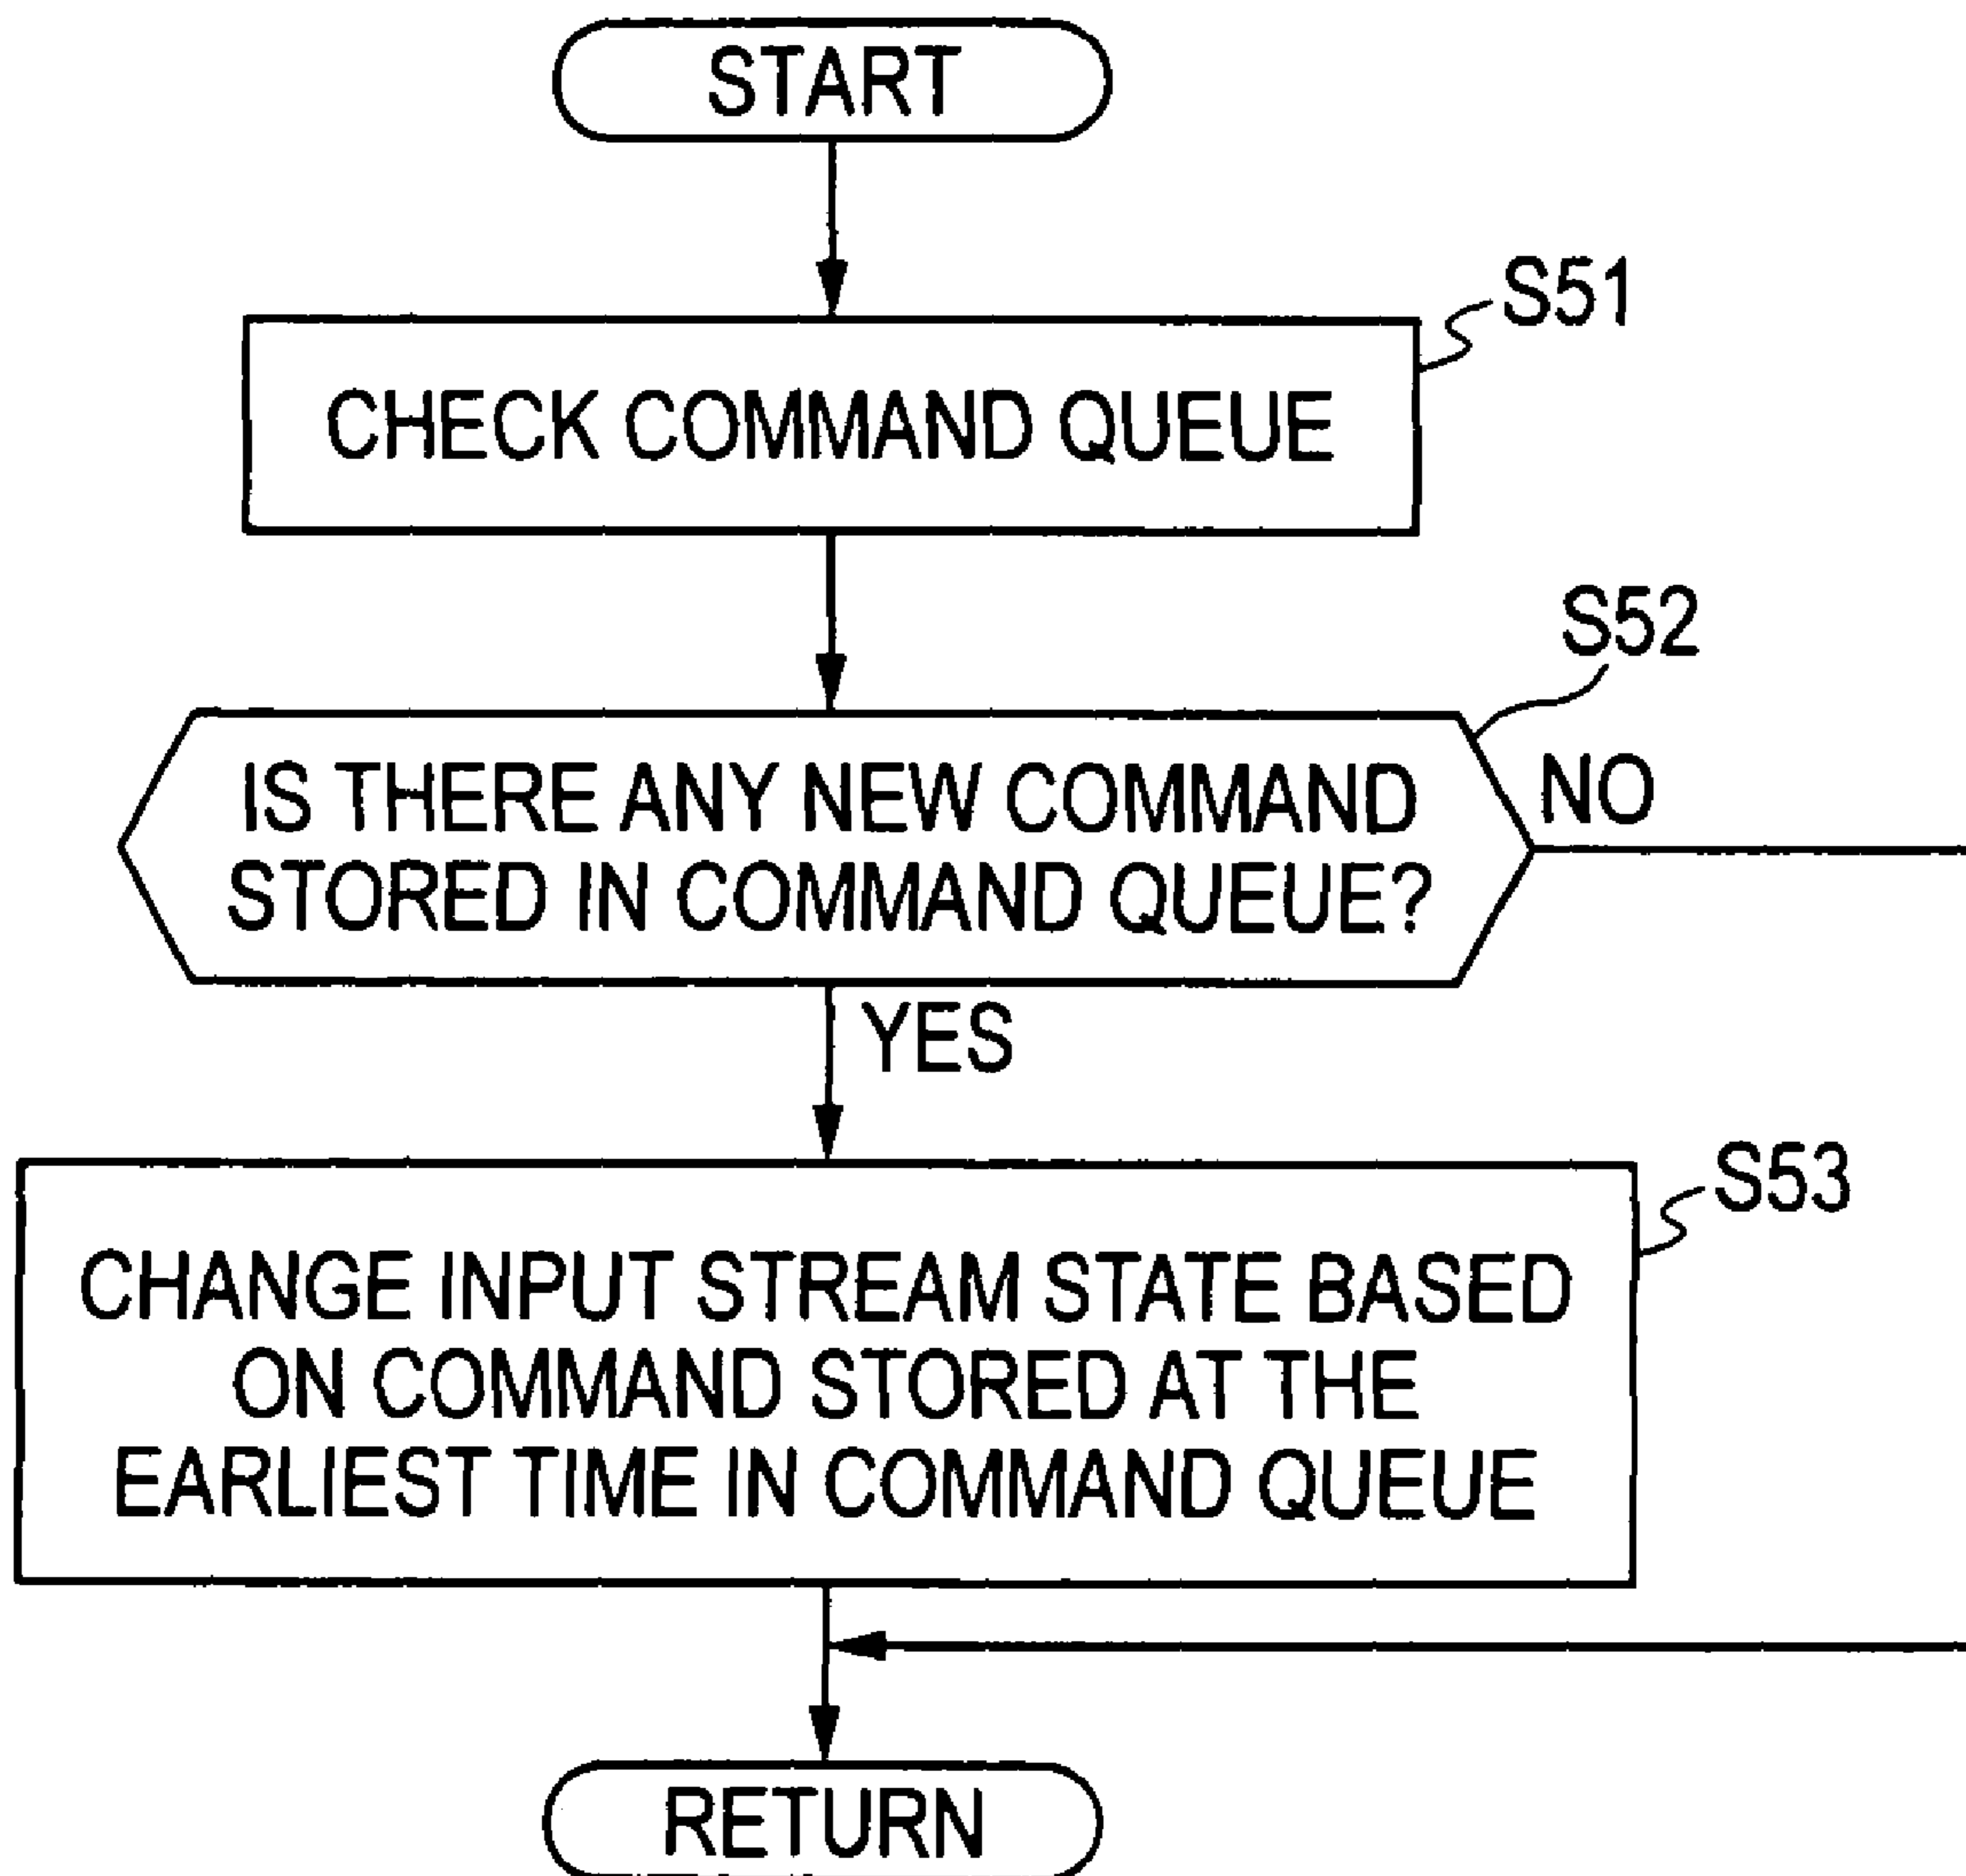 START
S51
CHECK COMMAND QUEUE
S52
IS THERE ANY NEW COMMAND
STORED IN COMMAND QUEUE?
NO
YES
S53
CHANGE INPUT STREAM STATE BASED
ON COMMAND STORED AT THE
EARLIEST TIME IN COMMAND QUEUE
RETURN